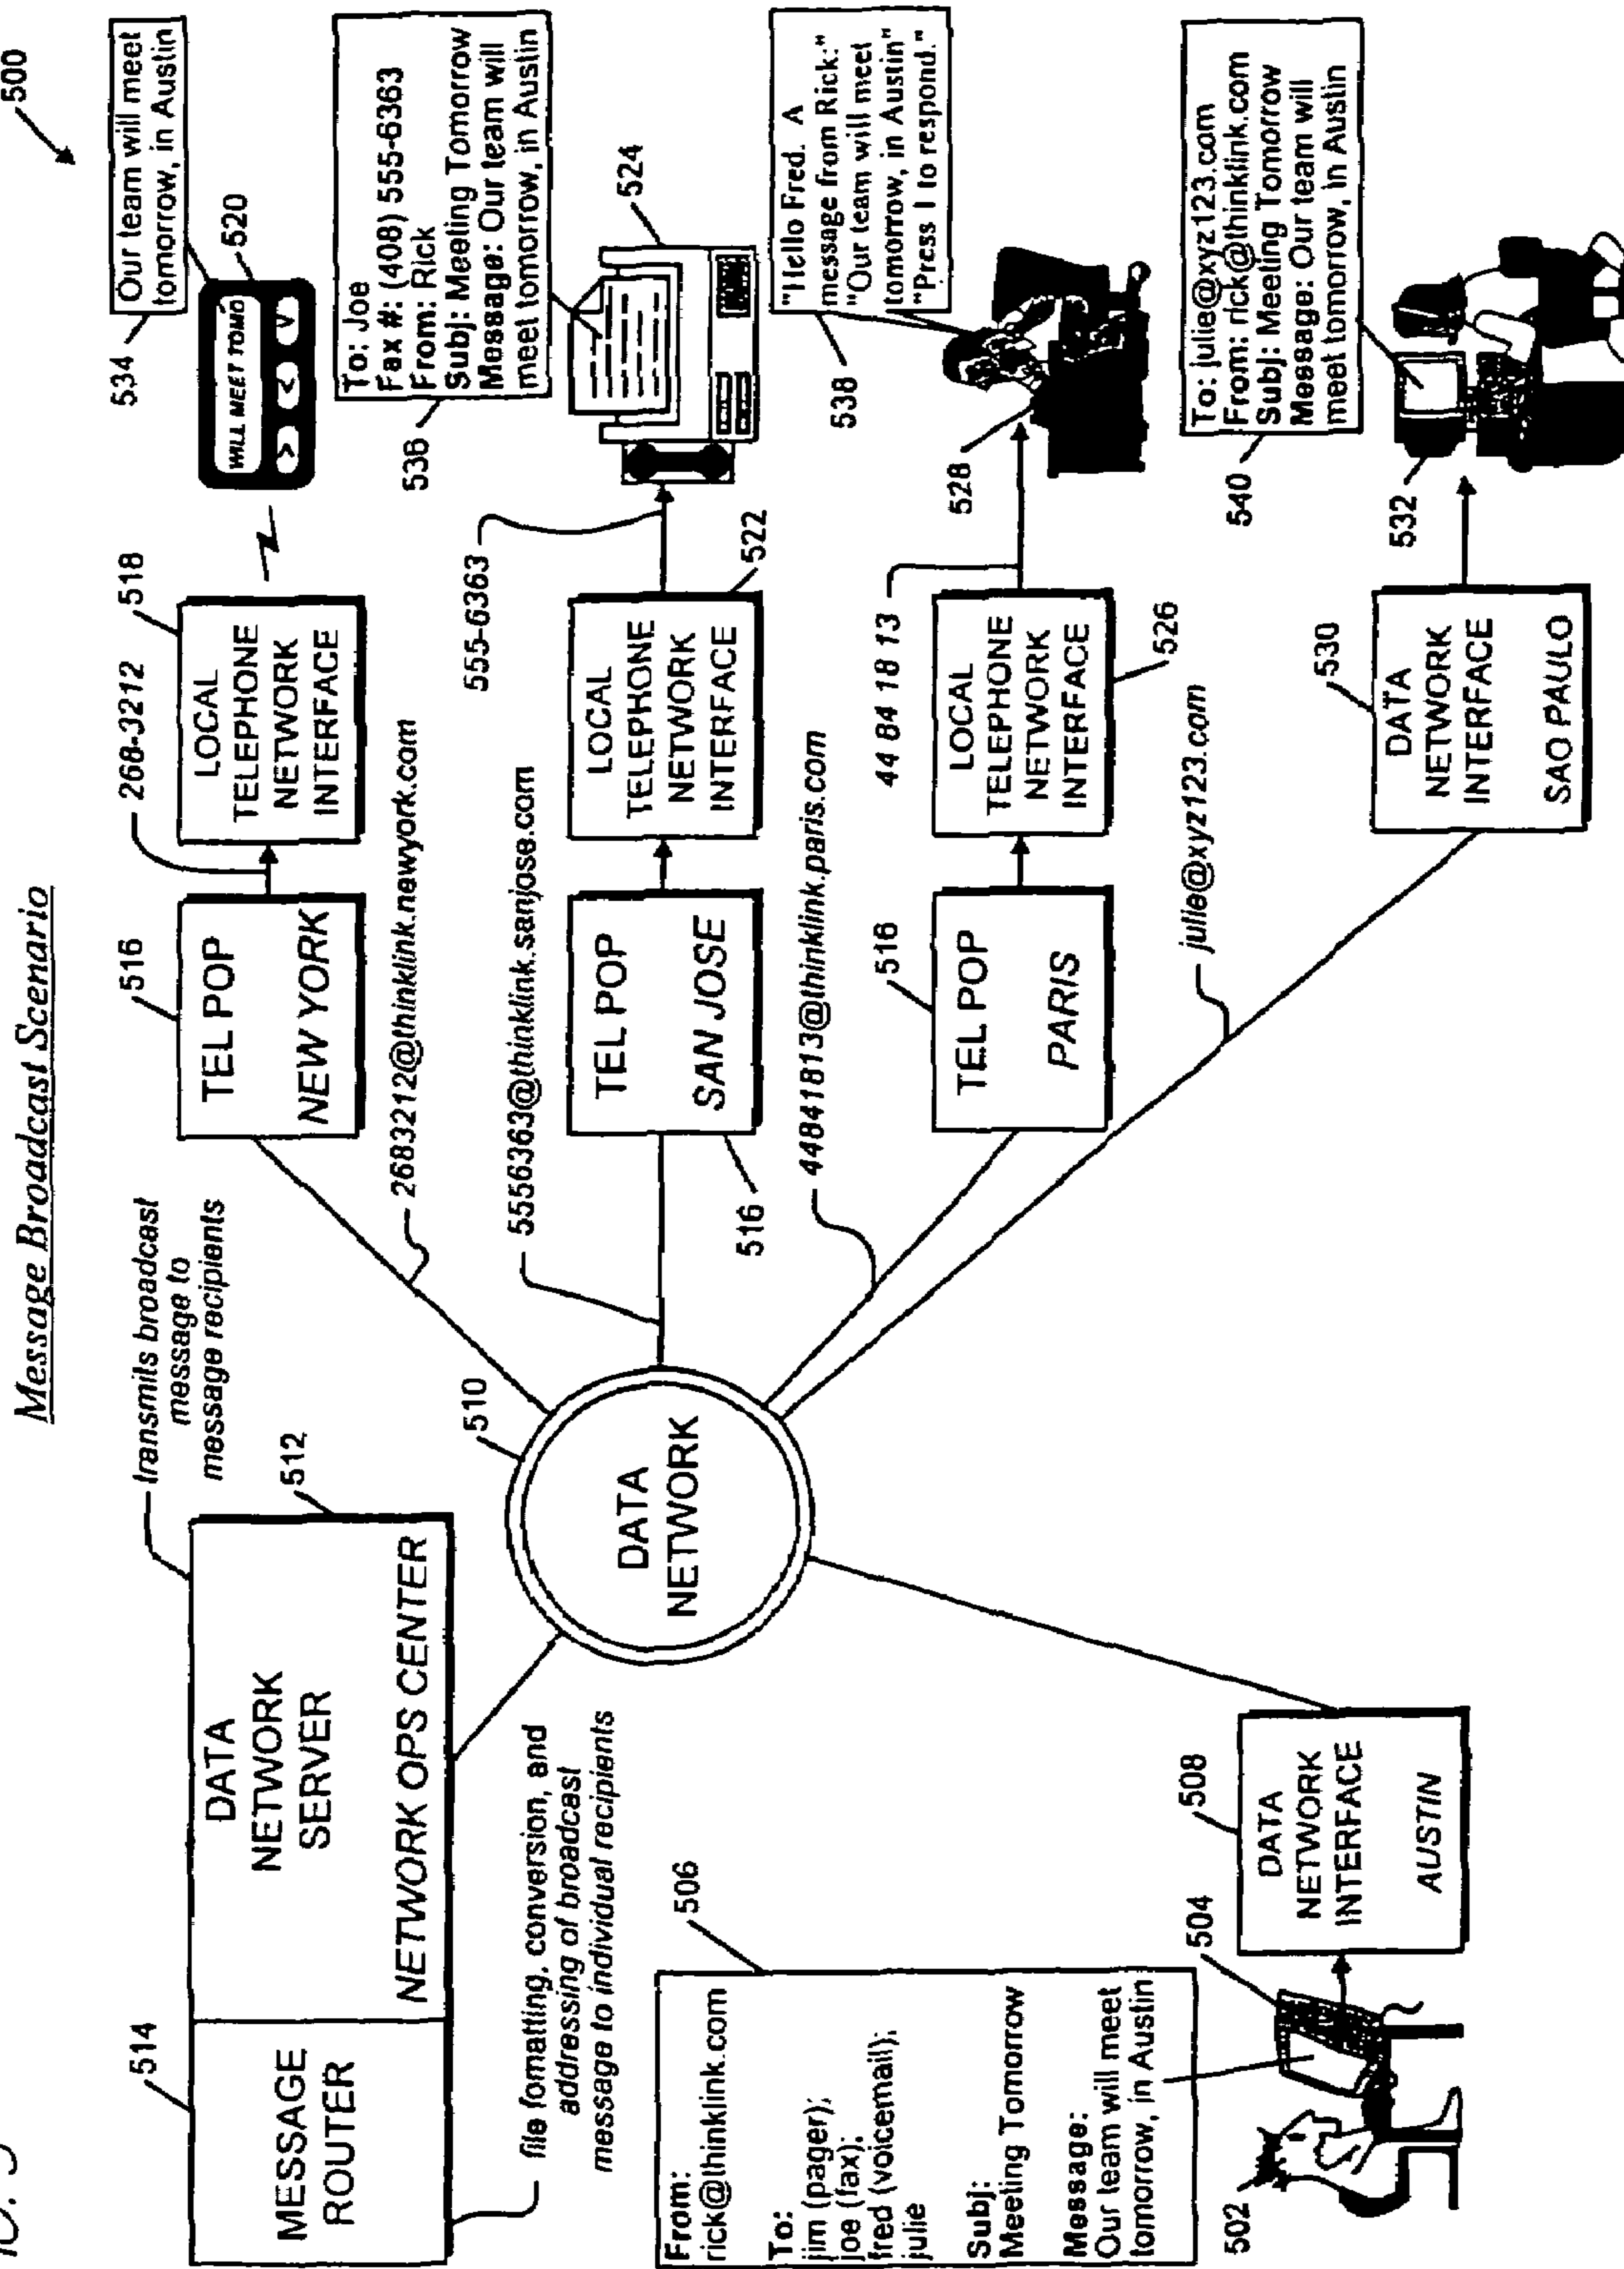 Message Broadcast Scenario
500
514
MESSAGE
ROUTER
DATA
NETWORK
SERVER
NETWORK OPS CENTER
512
transmits broadcast
message to
message recipients
file fomatting, conversion, and
addressing of broadcast
message to individual recipients
510
DATA
NETWORK
506
From:
rick@thinklink.com
To:
jim (pager);
joe (fax);
fred (voicemail);
julie
Subj:
Meeting Tomorrow
Message:
Our team will meet
tomorrow, in Austin
502
504
508
DATA
NETWORK
INTERFACE
AUSTIN
516
TEL POP
NEW YORK
2683212@thinklink.newyork.com
268-3212
518
LOCAL
TELEPHONE
NETWORK
INTERFACE
534
Our team will meet
tomorrow, in Austin
WILL MEET TOMO
520
5556363@thinklink.sanjose.com
TEL POP
SAN JOSE
516
LOCAL
TELEPHONE
NETWORK
INTERFACE
522
555-6363
536
To: Joe
Fax #: (408) 555-6363
From: Rick
Subj: Meeting Tomorrow
Message: Our team will
meet tomorrow, in Austin
524
44841813@thinklink.paris.com
516
TEL POP
PARIS
LOCAL
TELEPHONE
NETWORK
INTERFACE
526
44 84 18 13
528
538
"Hello Fred. A
message from Rick:"
"Our team will meet
tomorrow, in Austin"
"Press 1 to respond."
julie@xyz123.com
530
DATA
NETWORK
INTERFACE
SAO PAULO
532
540
To: julie@xyz123.com
From: rick@thinklink.com
Subj: Meeting Tomorrow
Message: Our team will
meet tomorrow, in Austin